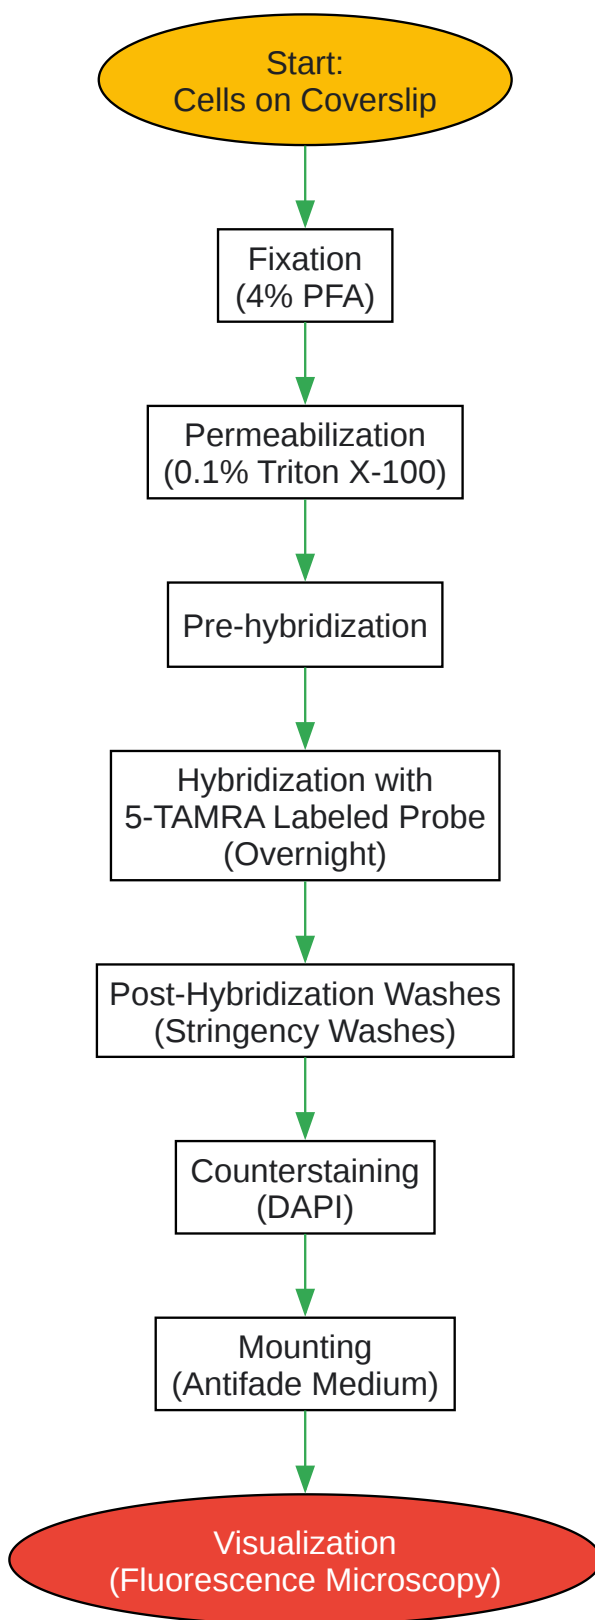 Start:
Cells on Coverslip
Fixation
(4% PFA)
Permeabilization
(0.1% Triton X-100)
Pre-hybridization
Hybridization with
5-TAMRA Labeled Probe
(Overnight)
Post-Hybridization Washes
(Stringency Washes)
Counterstaining
(DAPI)
Mounting
(Antifade Medium)
Visualization
(Fluorescence Microscopy)